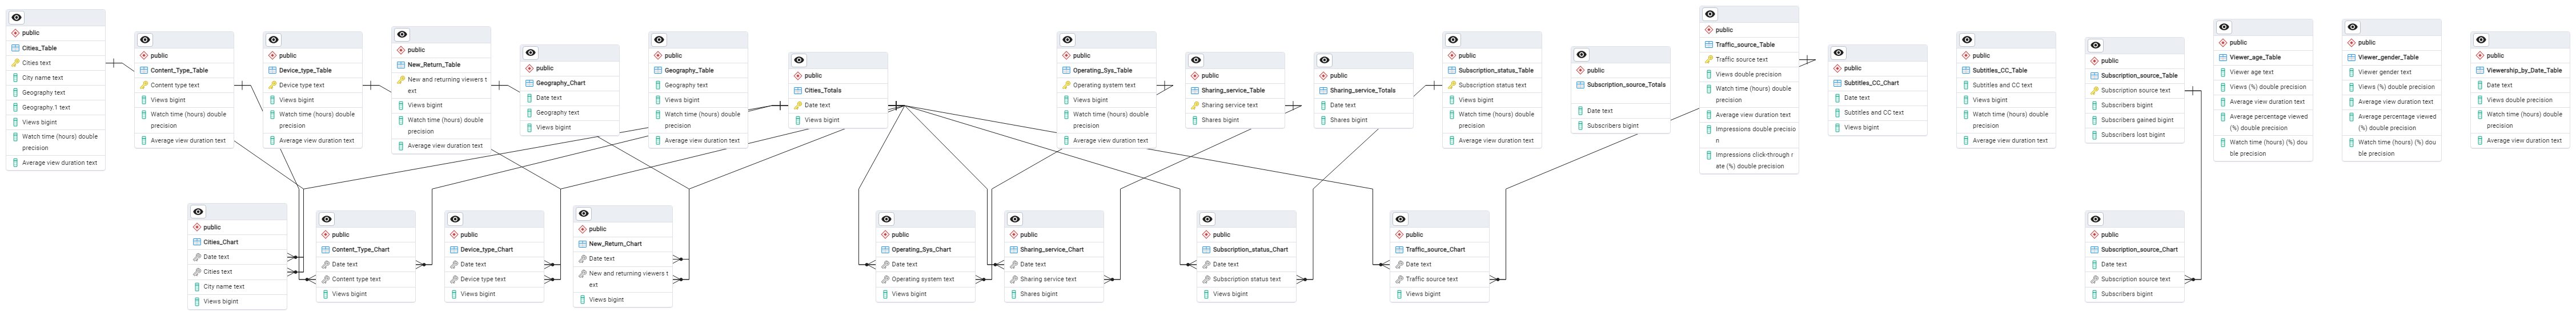 public
Cities_Table
Cities text
City name text
Geography text
Geography.1 text
Views bigint
Watch time (hours) double
precision
Average view duration text
public
Content_Type_Table
Content type text
Views bigint
Watch time (hours) double
precision
Average view duration text
public
Device_type_Table
Device type text
Views bigint
Watch time (hours) double
precision
Average view duration text
public
New_Return_Table
New and returning viewers t
ext
Views bigint
Watch time (hours) double
precision
Average view duration text
public
Geography_Chart
Date text
Geography text
Views bigint
public
Geography_Table
Geography text
Views bigint
Watch time (hours) double
precision
Average view duration text
public
Cities_Totals
Date text
Views bigint
public
Operating_Sys_Table
Operating system text
Views bigint
Watch time (hours) double
precision
Average view duration text
public
Sharing_service_Table
Sharing service text
Shares bigint
public
Sharing_service_Totals
Date text
Shares bigint
public
Subscription_status_Table
Subscription status text
Views bigint
Watch time (hours) double
precision
Average view duration text
public
Subscription_source_Totals
Date text
Subscribers bigint
public
Traffic_source_Table
Traffic source text
Views double precision
Watch time (hours) double
precision
Average view duration text
Impressions double precisio
n
Impressions click-through r
ate (%) double precision
public
Subtitles_CC_Chart
Date text
Subtitles and CC text
Views bigint
public
Subtitles_CC_Table
Subtitles and CC text
Views bigint
Watch time (hours) double
precision
Average view duration text
public
Subscription_source_Table
Subscription source text
Subscribers bigint
Subscribers gained bigint
Subscribers lost bigint
public
Viewer_age_Table
Viewer age text
Views (%) double precision
Average view duration text
Average percentage viewed
(%) double precision
Watch time (hours) (%) dou
ble precision
public
Viewer_gender_Table
Viewer gender text
Views (%) double precision
Average view duration text
Average percentage viewed
(%) double precision
Watch time (hours) (%) dou
ble precision
public
Viewership_by_Date_Table
Date text
Views double precision
Watch time (hours) double
precision
Average view duration text
public
Cities_Chart
Date text
Cities text
City name text
Views bigint
public
Content_Type_Chart
Date text
Content type text
Views bigint
public
Device_type_Chart
Date text
Device type text
Views bigint
public
New_Return_Chart
Date text
New and returning viewers t
ext
Views bigint
public
Operating_Sys_Chart
Date text
Operating system text
Views bigint
public
Sharing_service_Chart
Date text
Sharing service text
Shares bigint
public
Subscription_status_Chart
Date text
Subscription status text
Views bigint
public
Traffic_source_Chart
Date text
Traffic source text
Views bigint
public
Subscription_source_Chart
Date text
Subscription source text
Subscribers bigint